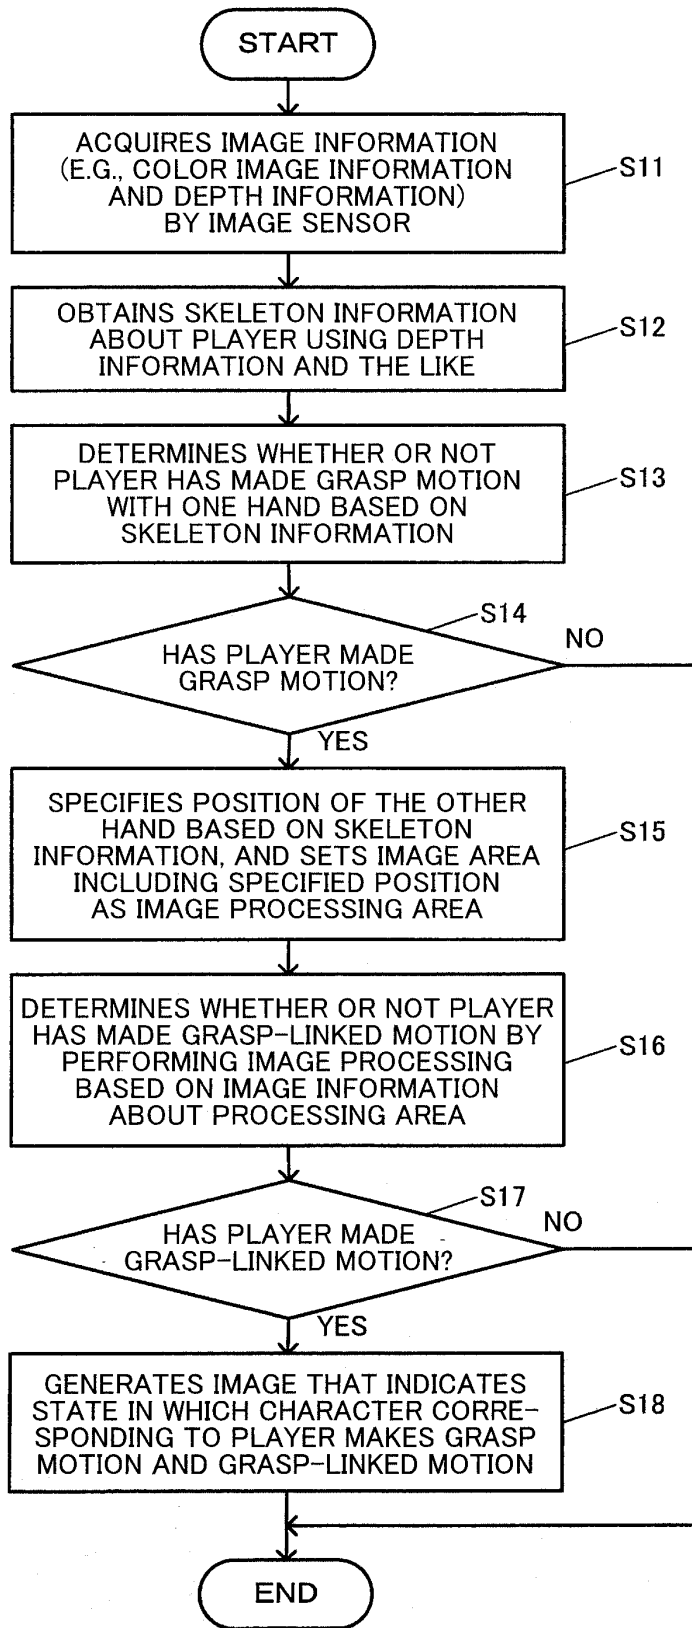 START
ACQUIRES IMAGE INFORMATION
(E.G., COLOR IMAGE INFORMATION
AND DEPTH INFORMATION)
BY IMAGE SENSOR
S11
OBTAINS SKELETON INFORMATION
ABOUT PLAYER USING DEPTH
INFORMATION AND THE LIKE
S12
DETERMINES WHETHER OR NOT
PLAYER HAS MADE GRASP MOTION
WITH ONE HAND BASED ON
SKELETON INFORMATION
S13
S14
HAS PLAYER MADE
GRASP MOTION?
NO
YES
SPECIFIES POSITION OF THE OTHER
HAND BASED ON SKELETON
INFORMATION, AND SETS IMAGE AREA
INCLUDING SPECIFIED POSITION
AS IMAGE PROCESSING AREA
S15
DETERMINES WHETHER OR NOT PLAYER
HAS MADE GRASP-LINKED MOTION BY
PERFORMING IMAGE PROCESSING
BASED ON IMAGE INFORMATION
ABOUT PROCESSING AREA
S16
S17
HAS PLAYER MADE
GRASP-LINKED MOTION?
NO
YES
GENERATES IMAGE THAT INDICATES
STATE IN WHICH CHARACTER CORRE-
SPONDING TO PLAYER MAKES GRASP
MOTION AND GRASP-LINKED MOTION
S18
END